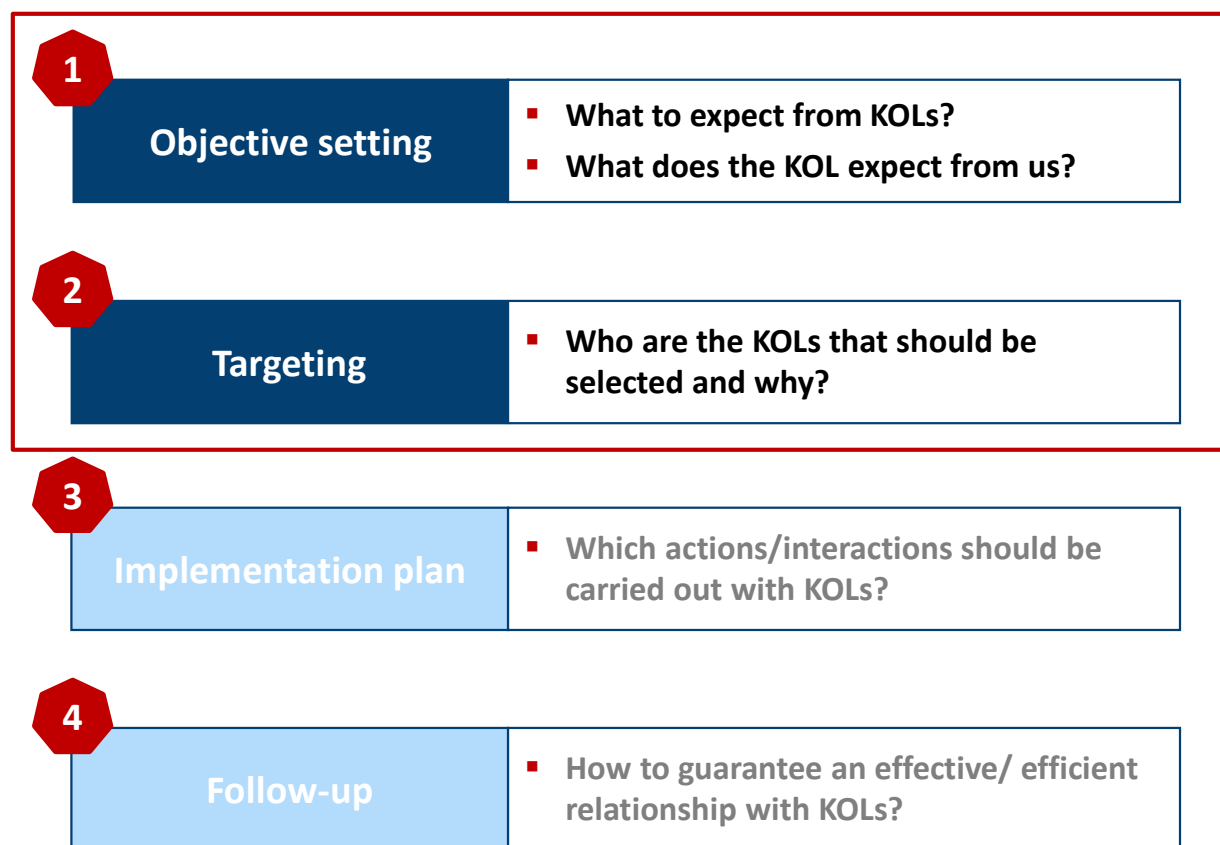 1
Objective setting
▪ What to expect from KOLs?
▪ What does the KOL expect from us?
2
Targeting
▪ Who are the KOLs that should be
selected and why?
3
Implementation plan
▪ Which actions/interactions should be
carried out with KOLs?
4
Follow-up
▪ How to guarantee an effective/ efficient
relationship with KOLs?